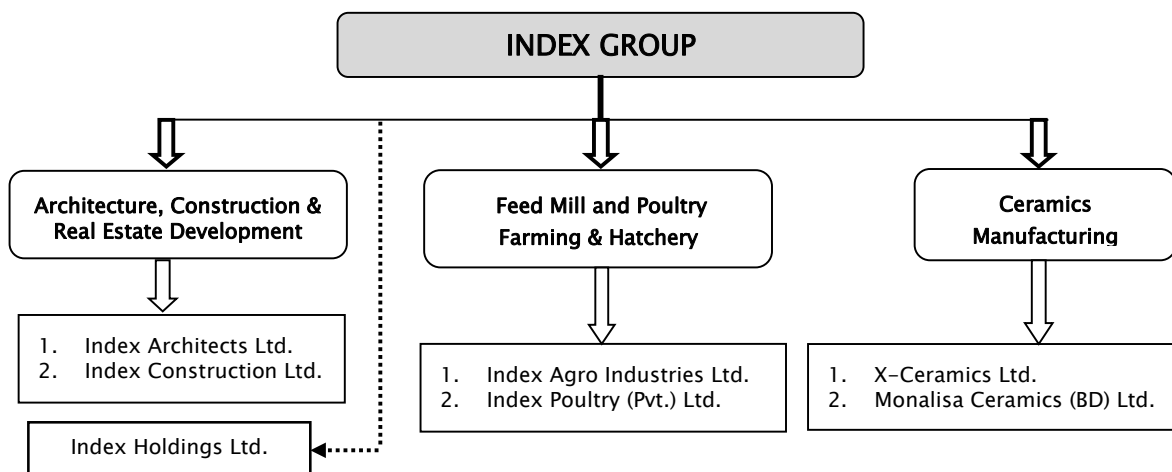 INDEX GROUP
Architecture, Construction &
Real Estate Development
Feed Mill and Poultry
Farming & Hatchery
Ceramics
Manufacturing
1. Index Architects Ltd.
2. Index Construction Ltd.
1. Index Agro Industries Ltd.
2. Index Poultry (Pvt.) Ltd.
1. X-Ceramics Ltd.
2. Monalisa Ceramics (BD) Ltd.
Index Holdings Ltd.